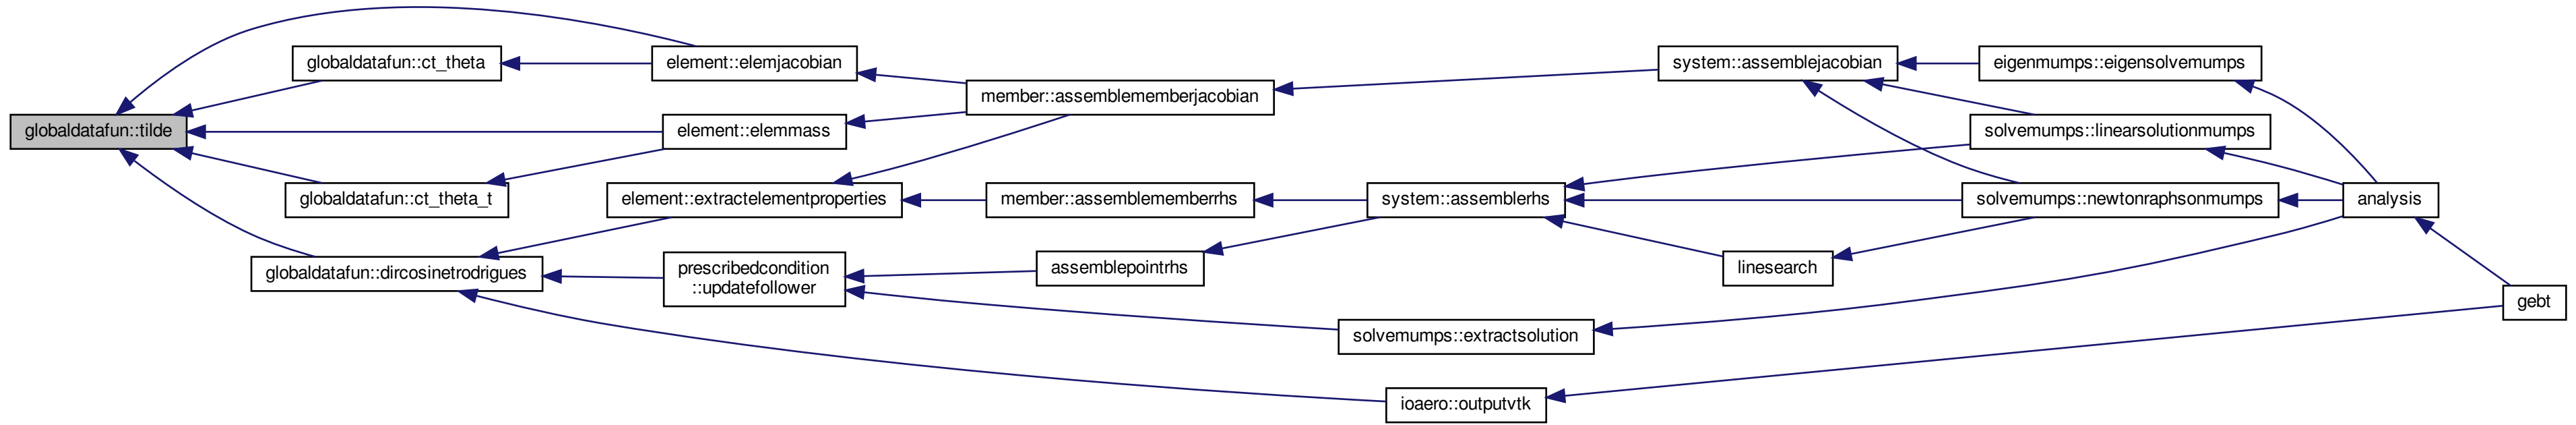 globaldatafun::tilde
globaldatafun::ct_theta
globaldatafun::ct_theta_t
globaldatafun::dircosinetrodrigues
element::elemjacobian
element::elemmass
element::extractelementproperties
prescribedcondition
::updatefollower
member::assemblememberjacobian
member::assemblememberrhs
assemblepointrhs
system::assemblerhs
solvemumps::extractsolution
ioaero::outputvtk
system::assemblejacobian
linesearch
eigenmumps::eigensolvemumps
solvemumps::linearsolutionmumps
solvemumps::newtonraphsonmumps
analysis
gebt